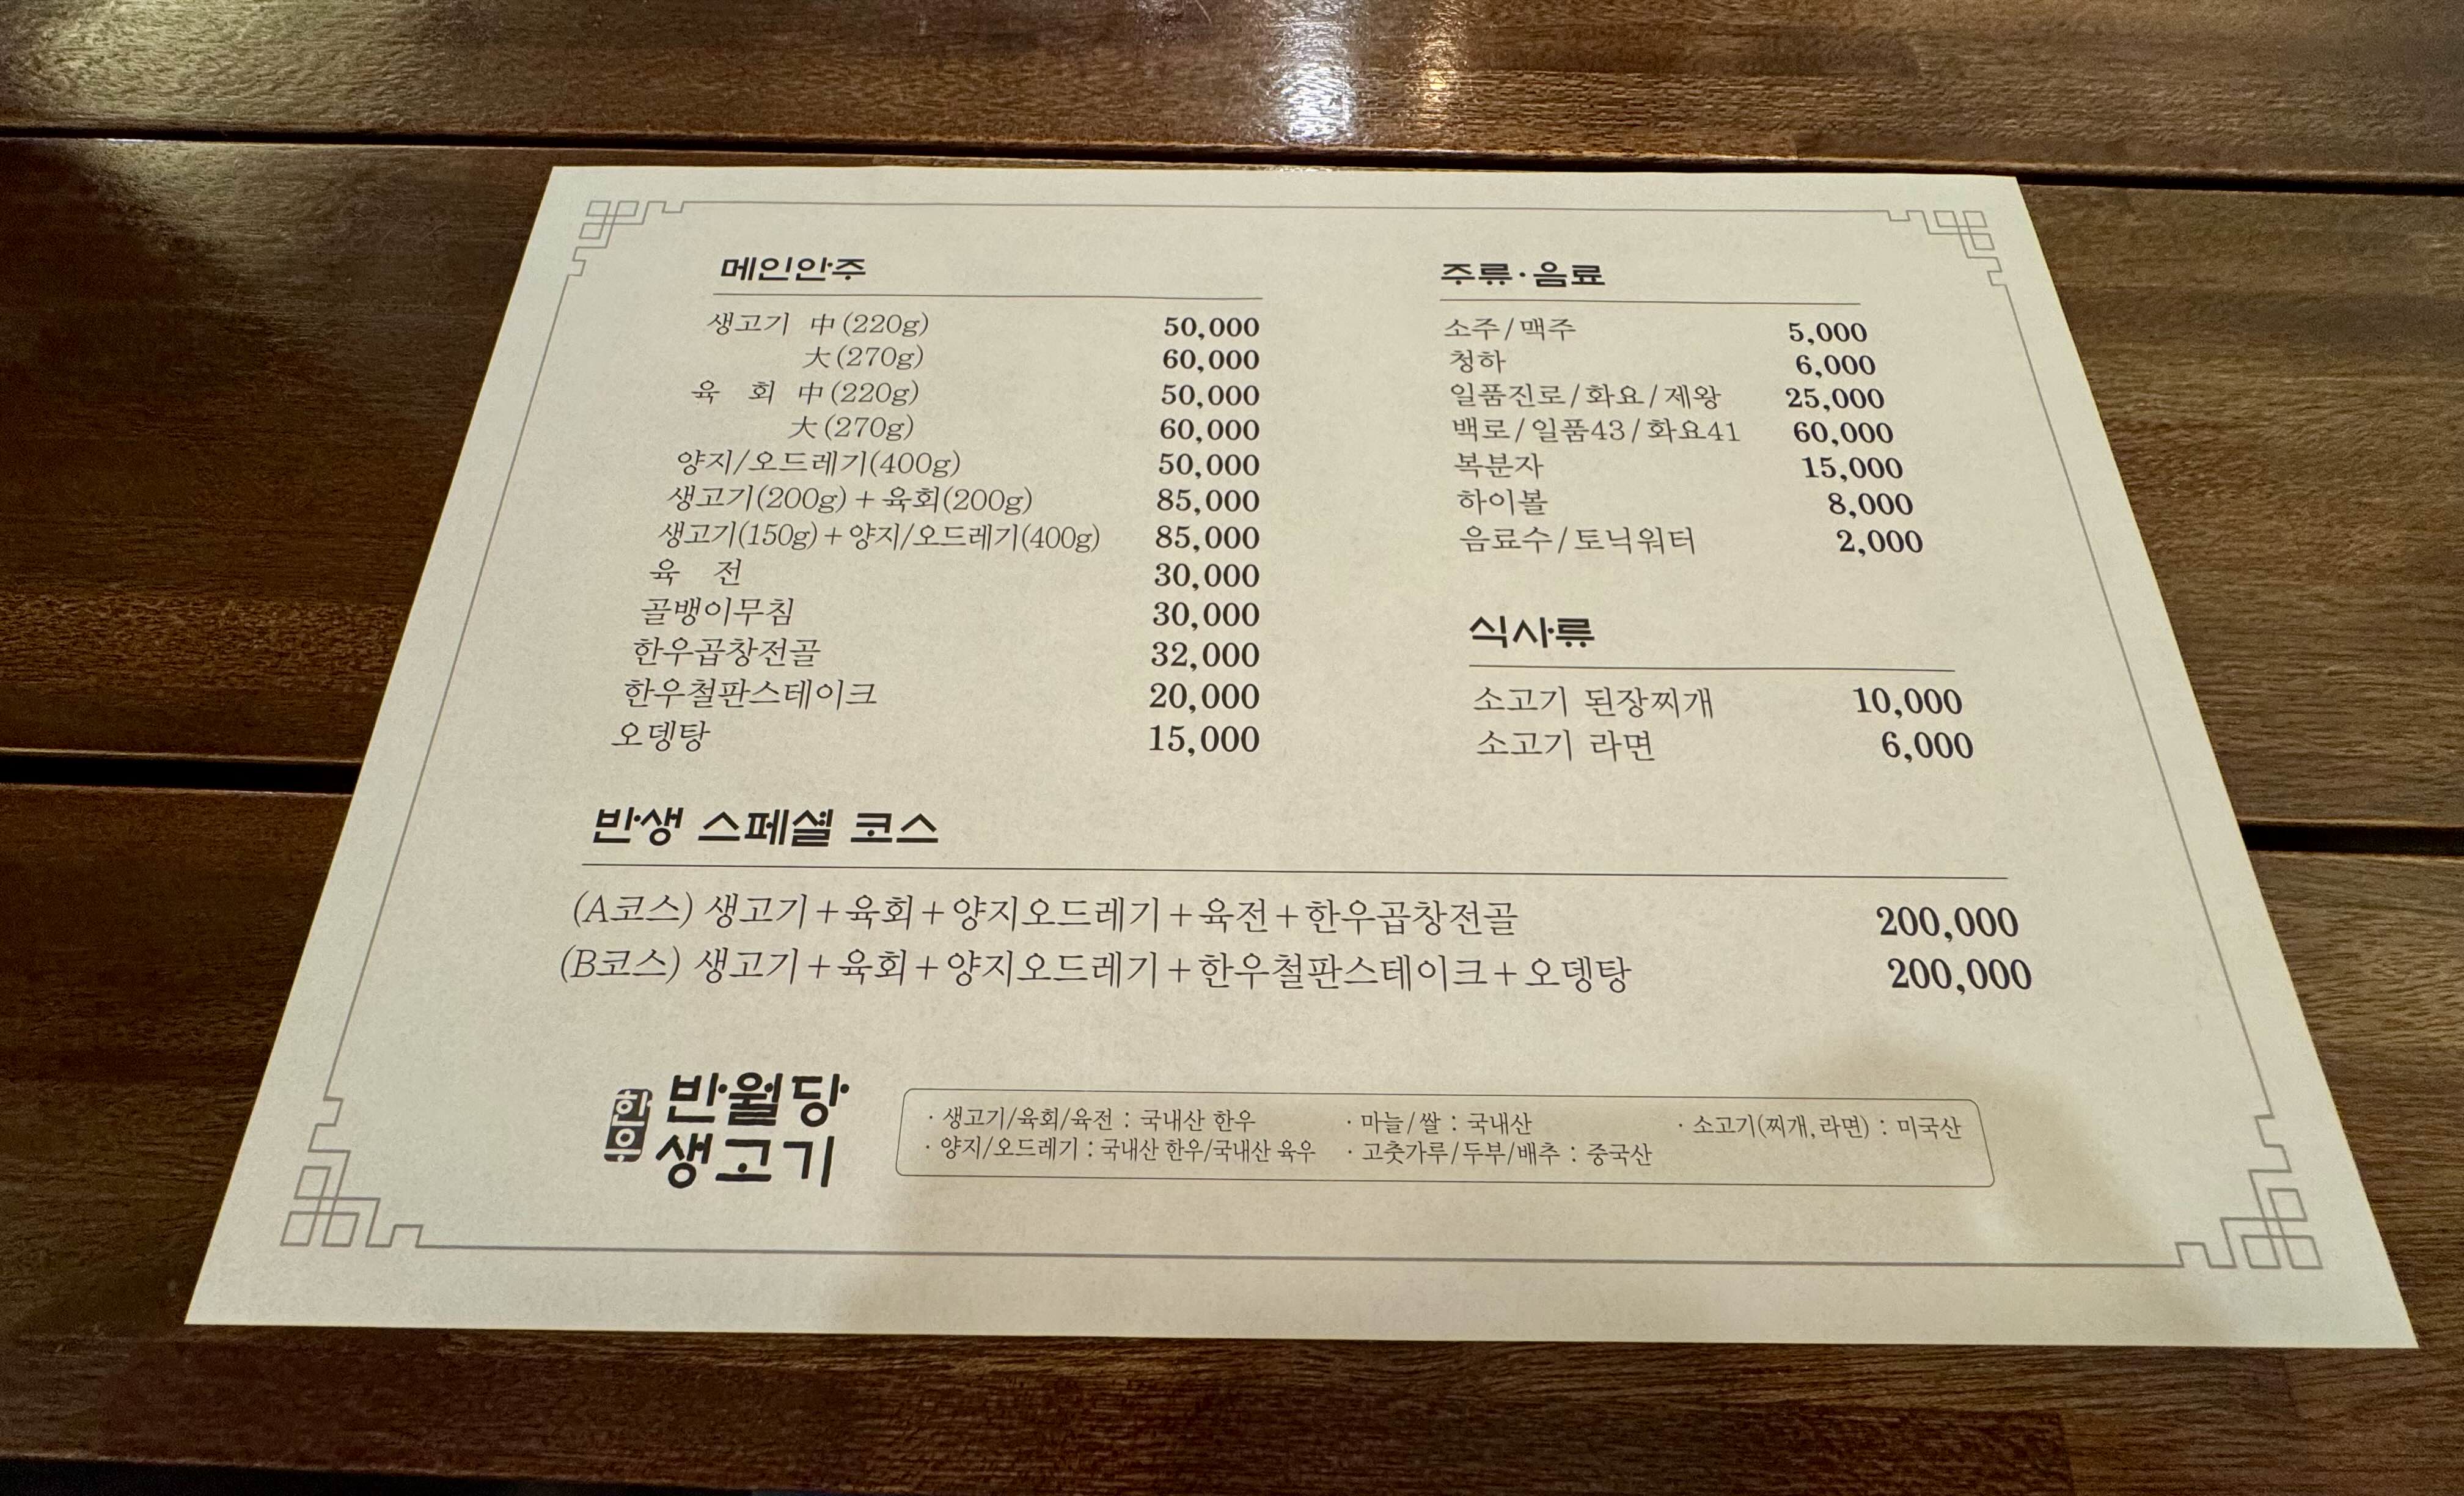 메인안주
생고기 中(220g) 50,000
大(270g) 60,000
육 회 中(220g) 50,000
大(270g) 60,000
양지/오드레기(400g) 50,000
생고기(200g)+육회(200g) 85,000
생고기(150g)+양지/오드레기(400g) 85,000
육 전 30,000
골뱅이무침 30,000
한우곱창전골 32,000
한우철판스테이크 20,000
오뎅탕 15,000
주류·음료
소주/맥주 5,000
청하 6,000
일품진로/화요/제왕 25,000
백로/일품43/화요41 60,000
복분자 15,000
하이볼 8,000
음료수/토닉워터 2,000
식사류
소고기 된장찌개 10,000
소고기 라면 6,000
반생 스페셜 코스
(A코스) 생고기+육회+양지오드레기+육전+한우곱창전골 200,000
(B코스) 생고기+육회+양지오드레기+한우철판스테이크+오뎅탕 200,000
한우
반월당
생고기
· 생고기/육회/육전 : 국내산 한우 · 마늘/쌀 : 국내산 · 소고기(찌개, 라면) : 미국산
· 양지/오드레기 : 국내산 한우/국내산 육우 · 고춧가루/두부/배추 : 중국산